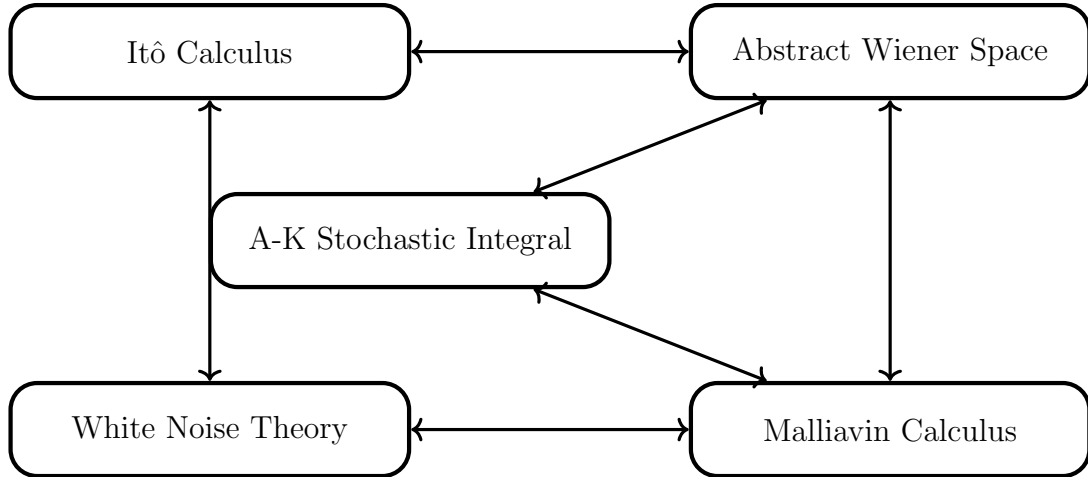 Itô Calculus
Abstract Wiener Space
A-K Stochastic Integral
White Noise Theory
Malliavin Calculus